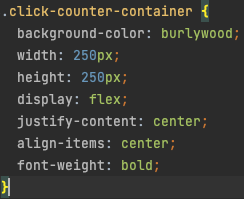 .click-counter-container {
  background-color: burlywood;
  width: 250px;
  height: 250px;
  display: flex;
  justify-content: center;
  align-items: center;
  font-weight: bold;
}